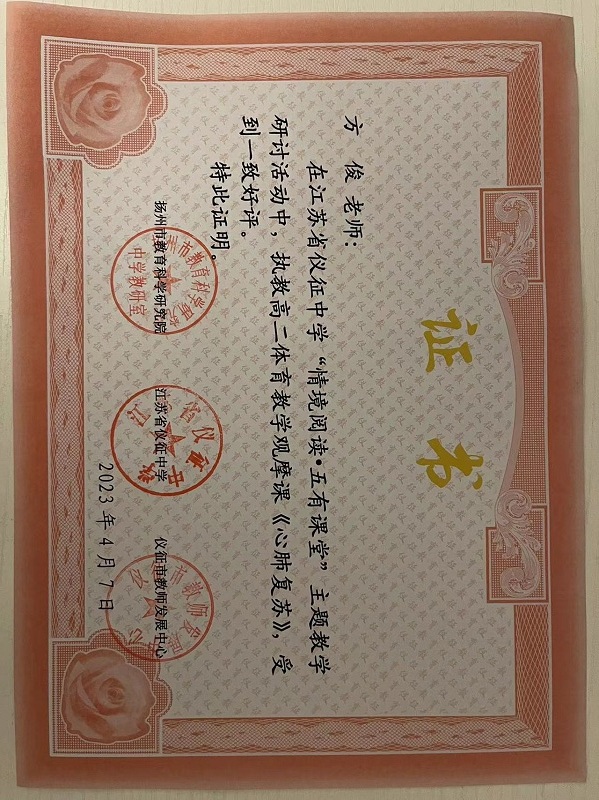 证书
方 俊 老师:
在江苏省仪征中学“情境阅读•五有课堂”主题教学
研讨活动中,执教高二体育教学观摩课《心肺复苏》,受
到一致好评。
特此证明。
扬州市教育科学研究院 江苏省仪征中学 仪征市教师发展中心
中学教研室
2023年4月7日